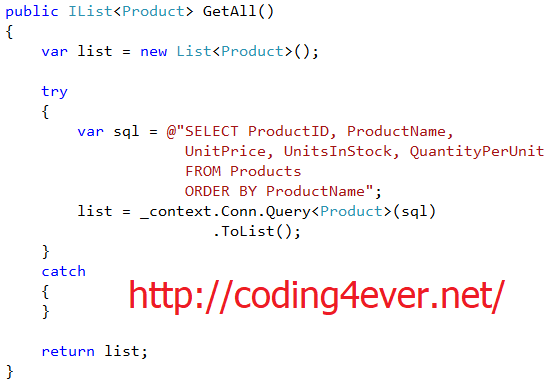 public IList<Product> GetAll()
{
    var list = new List<Product>();

    try
    {
        var sql = @"SELECT ProductID, ProductName,
                    UnitPrice, UnitsInStock, QuantityPerUnit
                    FROM Products
                    ORDER BY ProductName";
        list = _context.Conn.Query<Product>(sql)
                       .ToList();
    }
    catch
    {
    }
http://coding4ever.net/

    return list;
}